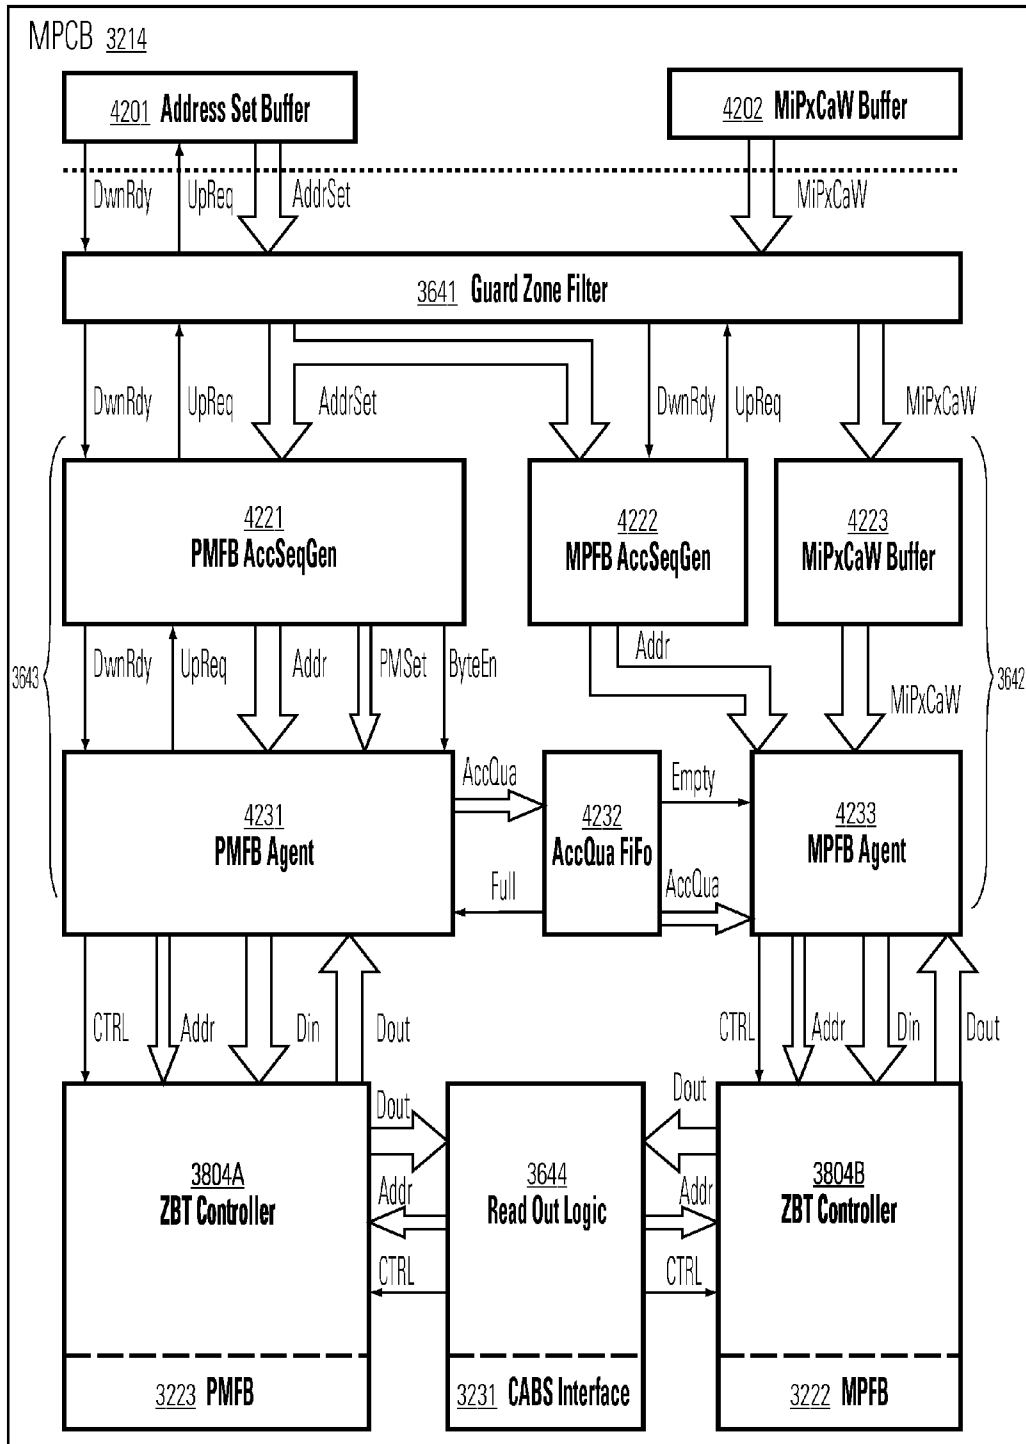 MPCB 3214
4201 Address Set Buffer
4202 MiPxCaW Buffer
DwnRdy UpReq AddrSet MiPxCaW
3641 Guard Zone Filter
DwnRdy UpReq AddrSet DwnRdy UpReq MiPxCaW
4221
PMFB AccSeqGen
4222
MPFB AccSeqGen
4223
MiPxCaW Buffer
3643
DwnRdy UpReq Addr PMSet ByteEn Addr MiPxCaW
3642
4231
PMFB Agent
AccQua
Full
4232
AccQua FiFo
Empty
AccQua
4233
MPFB Agent
CTRL Addr Din Dout CTRL Addr Din Dout
3804A
ZBT Controller
Dout
Addr
CTRL
3644
Read Out Logic
Dout
Addr
CTRL
3804B
ZBT Controller
3223 PMFB
3231 CABS Interface
3222 MPFB